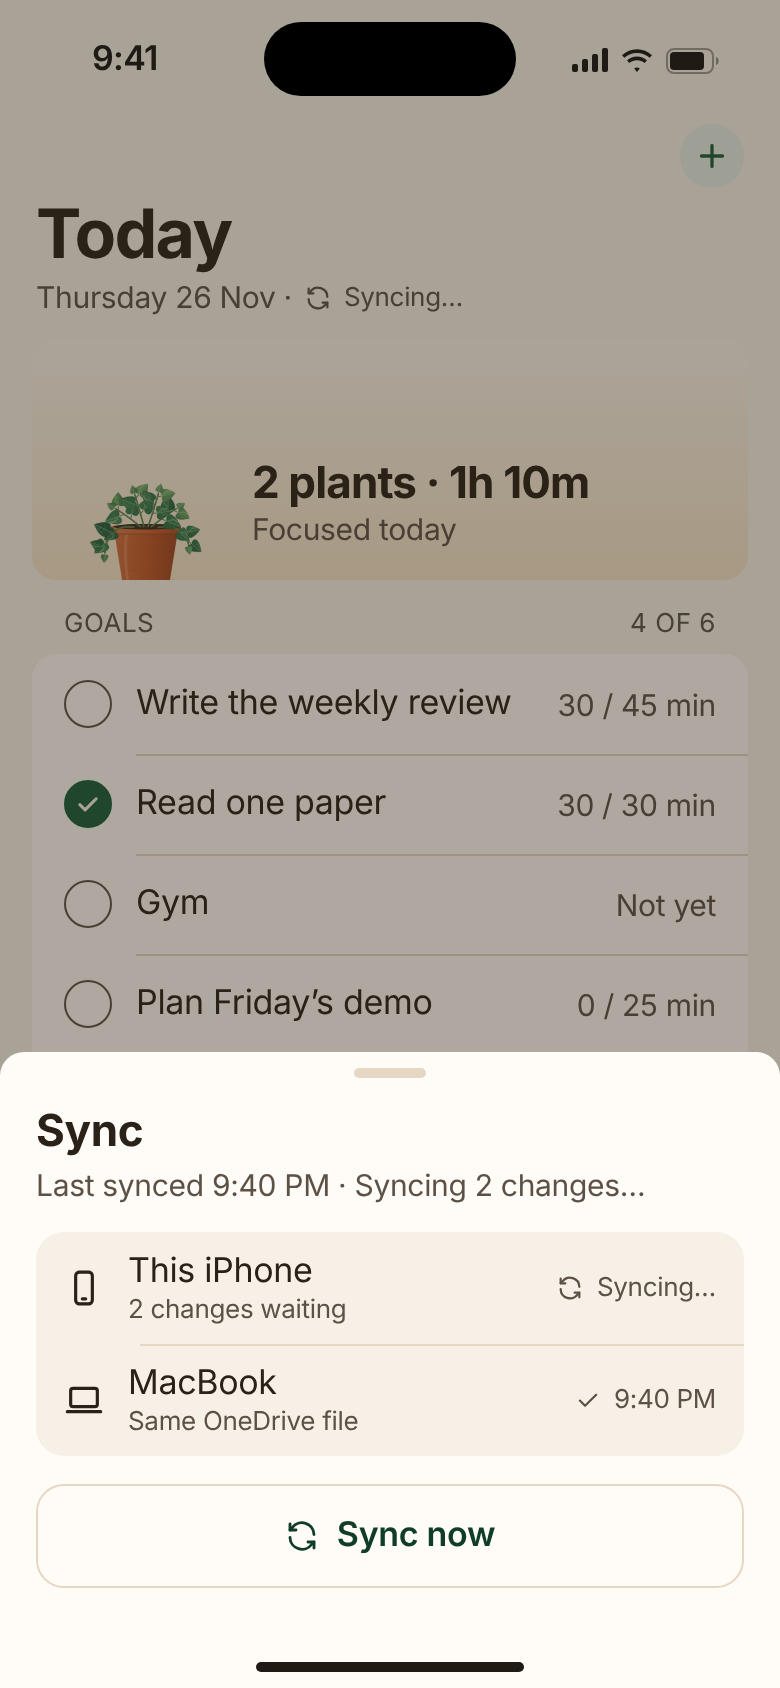 9:41
Today
Thursday 26 Nov · Syncing...
2 plants · 1h 10m
Focused today
GOALS 4 OF 6
Write the weekly review 30 / 45 min
Read one paper 30 / 30 min
Gym Not yet
Plan Friday’s demo 0 / 25 min
Sync
Last synced 9:40 PM · Syncing 2 changes...
This iPhone
2 changes waiting
Syncing...
MacBook
Same OneDrive file
9:40 PM
Sync now